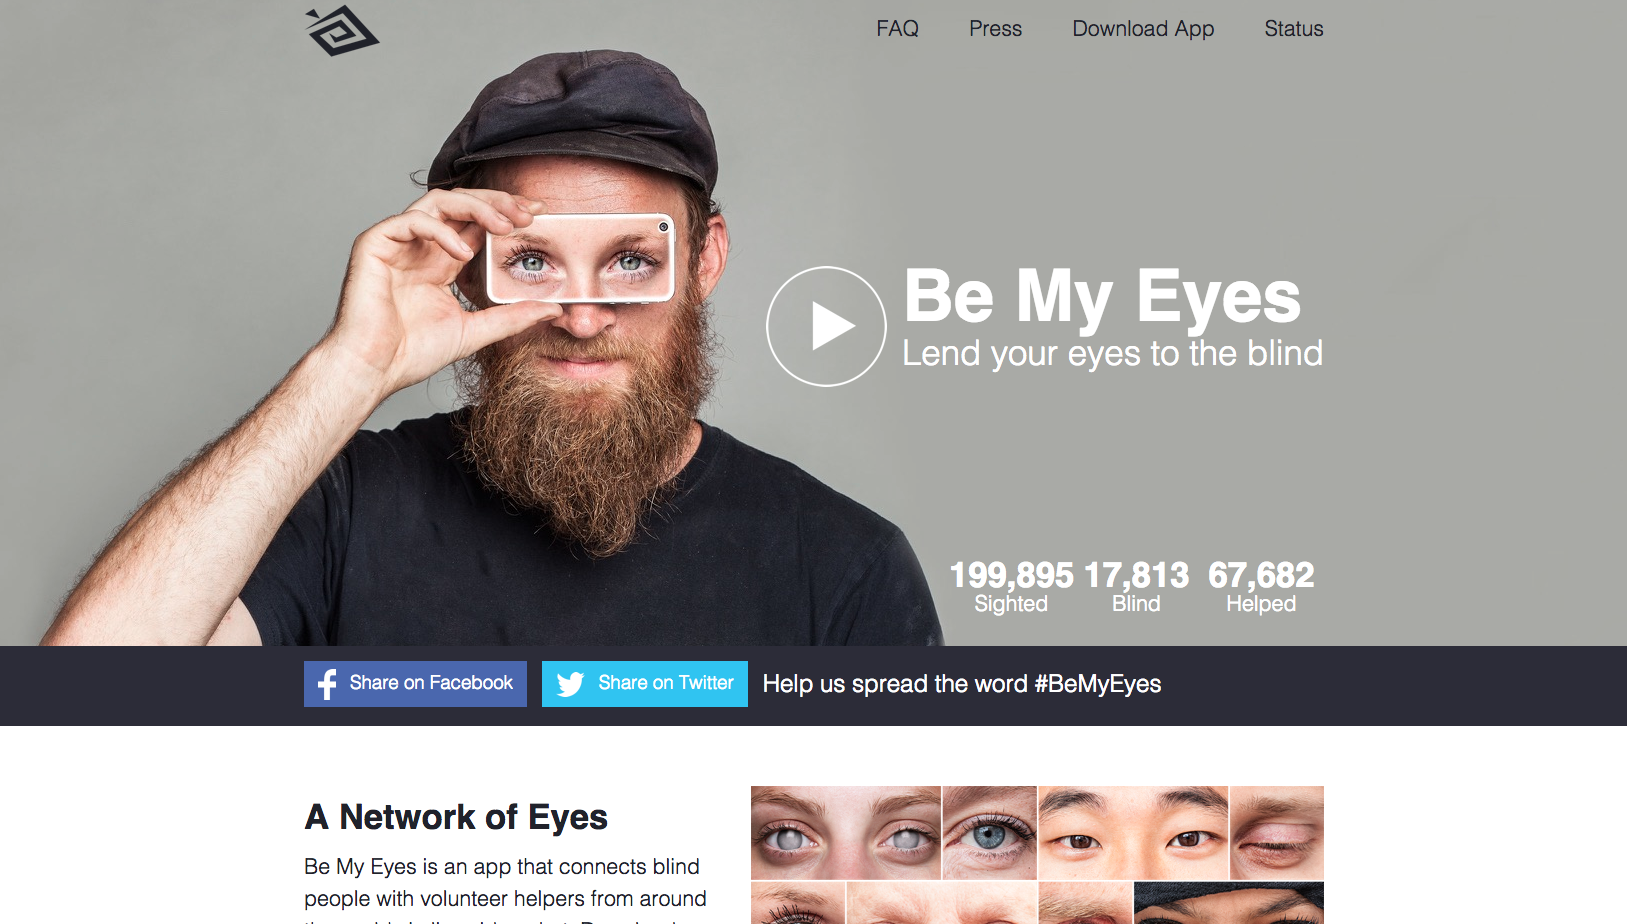 FAQ Press Download App Status
Be My Eyes
Lend your eyes to the blind
199,895 17,813 67,682
Sighted Blind Helped
Share on Facebook Share on Twitter Help us spread the word #BeMyEyes
A Network of Eyes
Be My Eyes is an app that connects blind
people with volunteer helpers from around